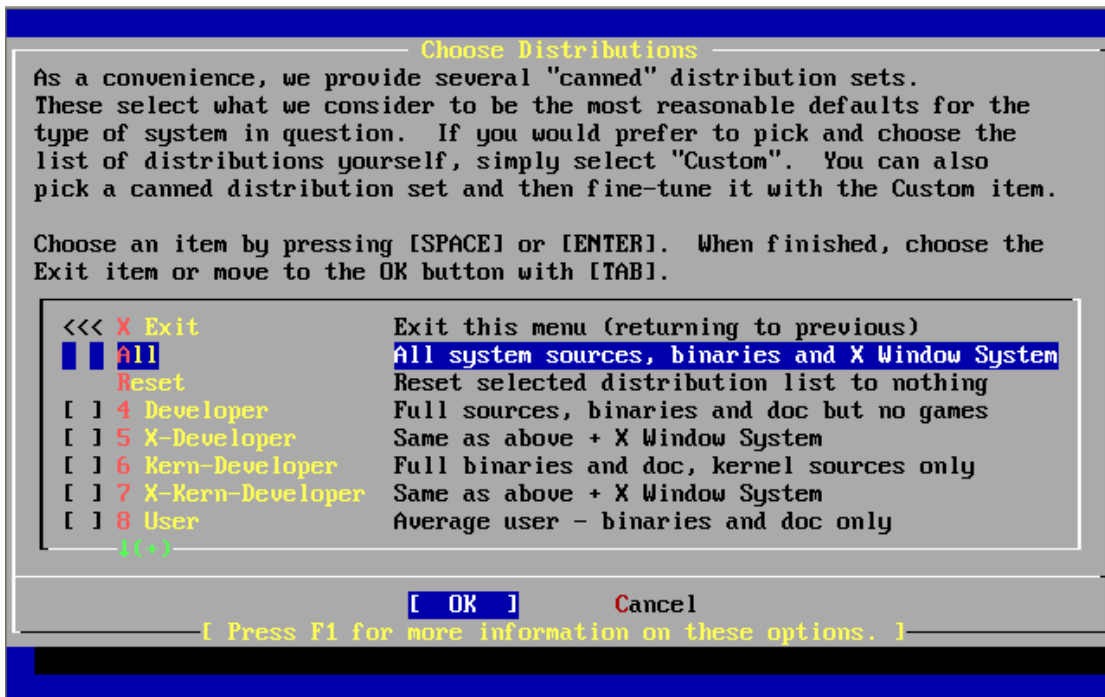 Choose Distributions
As a convenience, we provide several "canned" distribution sets.
These select what we consider to be the most reasonable defaults for the
type of system in question.  If you would prefer to pick and choose the
list of distributions yourself, simply select "Custom".  You can also
pick a canned distribution set and then fine-tune it with the Custom item.
Choose an item by pressing [SPACE] or [ENTER].  When finished, choose the
Exit item or move to the OK button with [TAB].
<<< X Exit Exit this menu (returning to previous)
All All system sources, binaries and X Window System
Reset Reset selected distribution list to nothing
[ ] 4 Developer Full sources, binaries and doc but no games
[ ] 5 X-Developer Same as above + X Window System
[ ] 6 Kern-Developer Full binaries and doc, kernel sources only
[ ] 7 X-Kern-Developer Same as above + X Window System
[ ] 8 User Average user - binaries and doc only
↓(+)
[ OK ] Cancel
[ Press F1 for more information on these options. ]